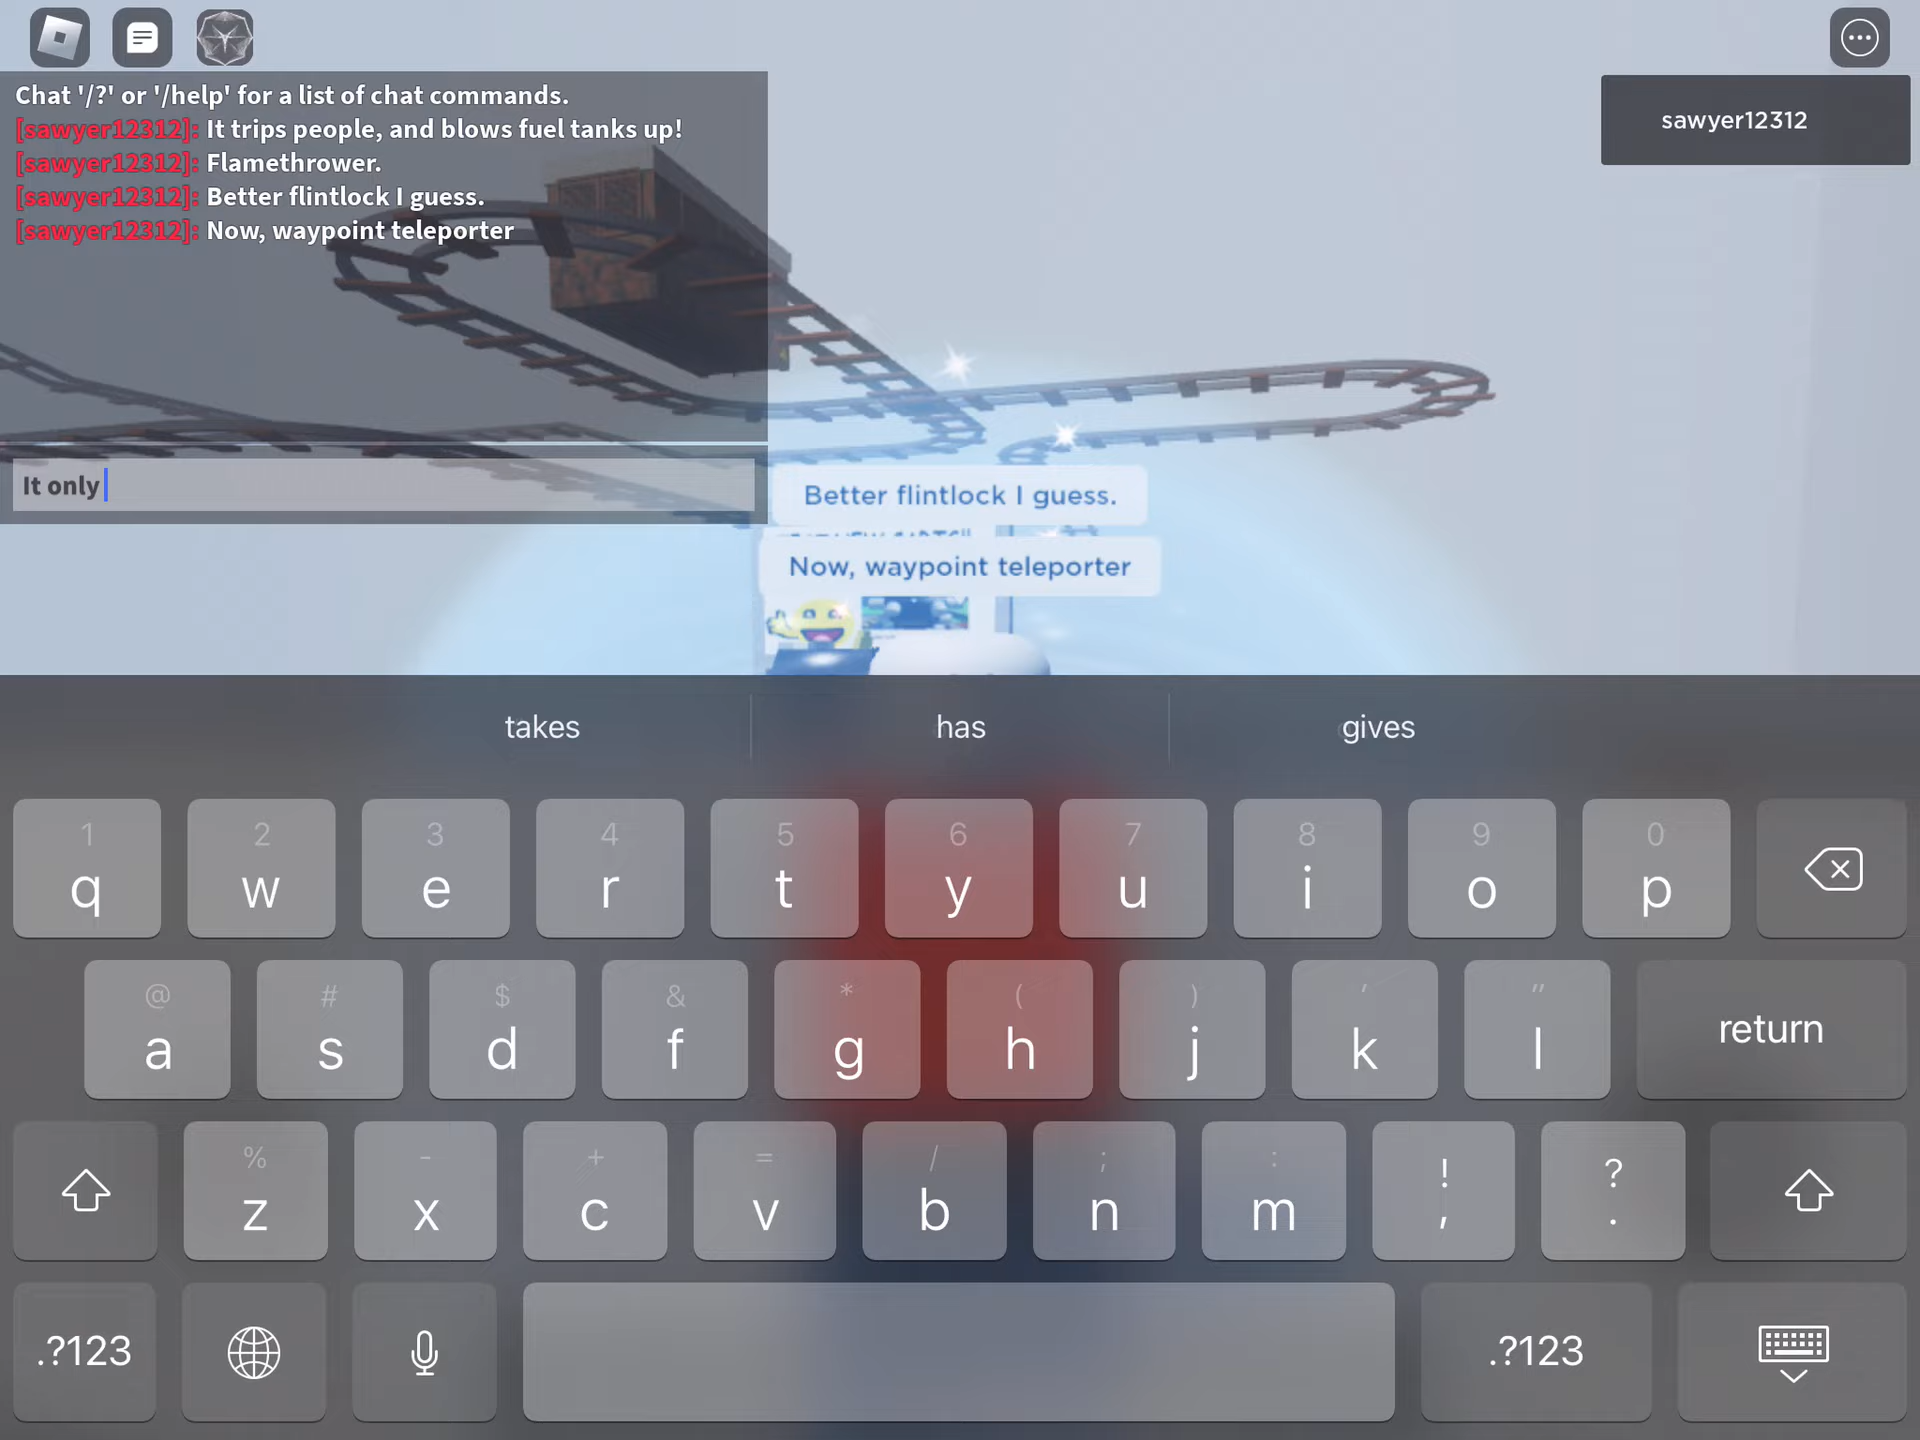 Chat '/?' or '/help' for a list of chat commands.
[sawyer12312]: It trips people, and blows fuel tanks up!
[sawyer12312]: Flamethrower.
[sawyer12312]: Better flintlock I guess.
[sawyer12312]: Now, waypoint teleporter
sawyer12312
It only
Better flintlock I guess.
Now, waypoint teleporter
takes has gives
1 2 3 4 5 6 7 8 9 0
q w e r t y u i o p
@ # $ & * ( ) ' "
a s d f g h j k l return
% - + = / ; : ! ?
z x c v b n m , .
.?123 .?123